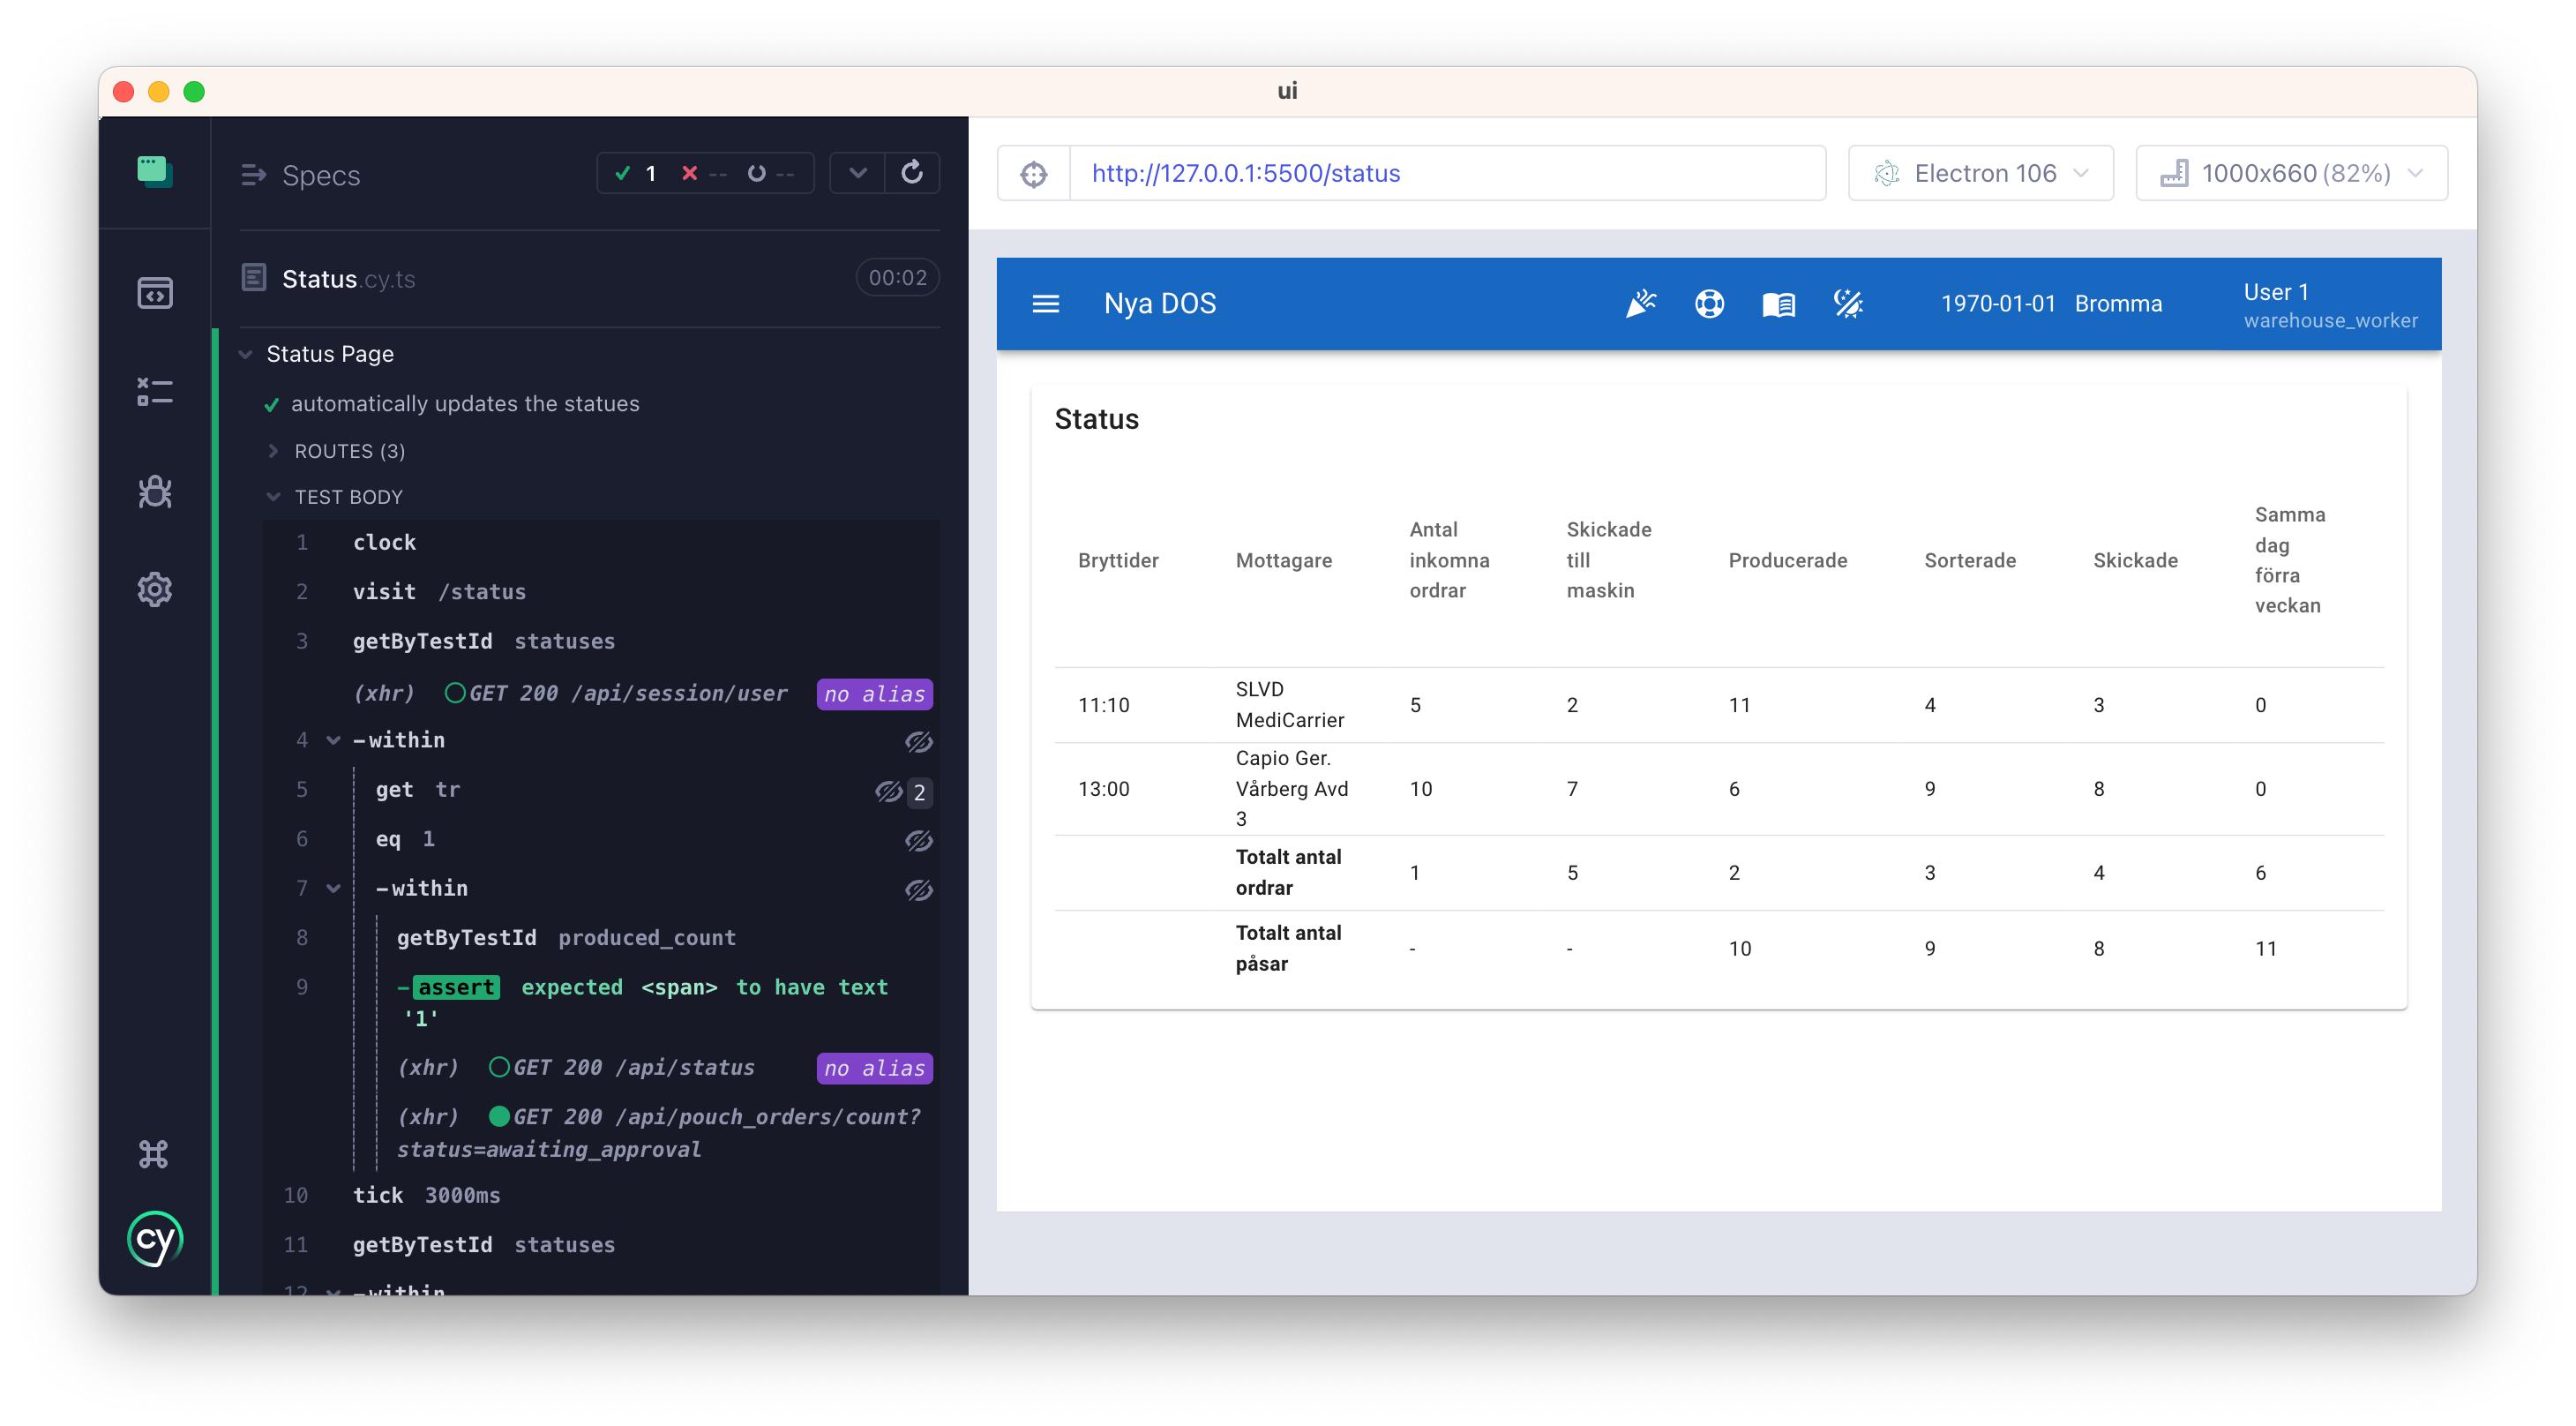 ui
Specs
1 -- --
Status.cy.ts
00:02
Status Page
automatically updates the statues
ROUTES (3)
TEST BODY
1 clock
2 visit /status
3 getByTestId statuses
(xhr) GET 200 /api/session/user no alias
4 -within
5 get tr 2
6 eq 1
7 -within
8 getByTestId produced_count
9 -assert expected <span> to have text
'1'
(xhr) GET 200 /api/status no alias
(xhr) GET 200 /api/pouch_orders/count?
status=awaiting_approval
10 tick 3000ms
11 getByTestId statuses
12 -within
cy
http://127.0.0.1:5500/status
Electron 106
1000x660 (82%)
Nya DOS
1970-01-01 Bromma
User 1
warehouse_worker
Status
Bryttider
Mottagare
Antal
inkomna
ordrar
Skickade
till
maskin
Producerade
Sorterade
Skickade
Samma
dag
förra
veckan
11:10
SLVD
MediCarrier
5 2 11 4 3 0
13:00
Capio Ger.
Vårberg Avd
3
10 7 6 9 8 0
Totalt antal
ordrar
1 5 2 3 4 6
Totalt antal
påsar
- - 10 9 8 11